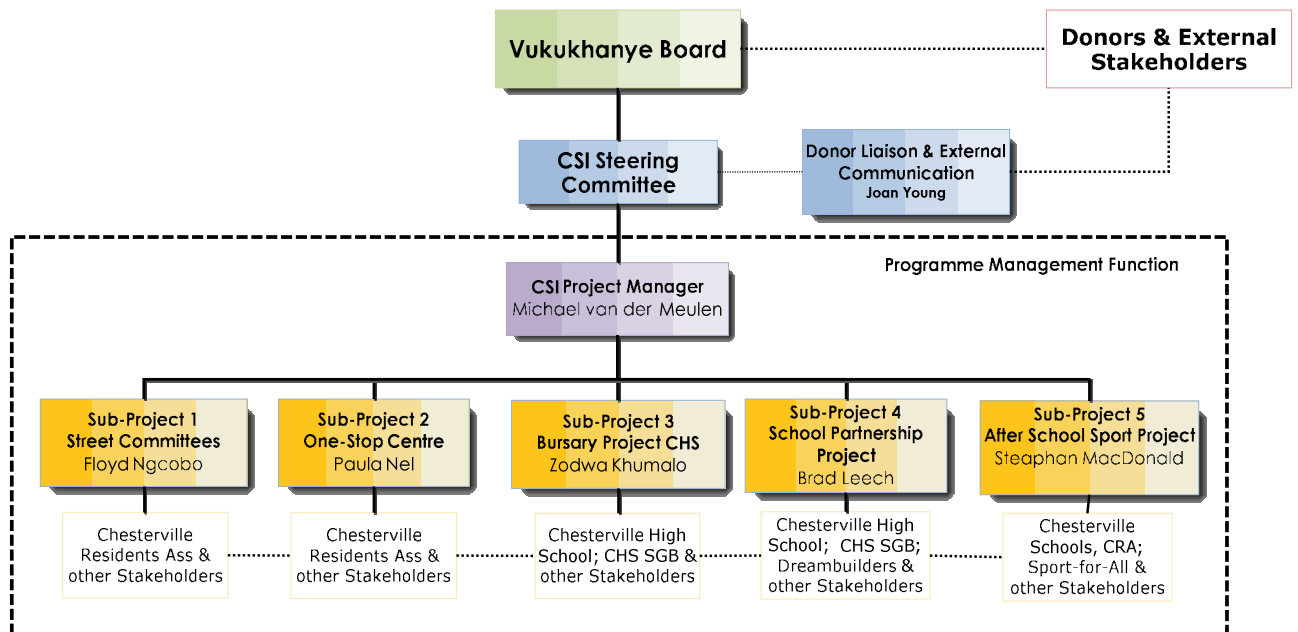 Vukukhanye Board
Donors & External
Stakeholders
CSI Steering
Committee
Donor Liaison & External
Communication
Joan Young
Programme Management Function
CSI Project Manager
Michael van der Meulen
Sub-Project 1
Street Committees
Floyd Ngcobo
Sub-Project 2
One-Stop Centre
Paula Nel
Sub-Project 3
Bursary Project CHS
Zodwa Khumalo
Sub-Project 4
School Partnership
Project
Brad Leech
Sub-Project 5
After School Sport Project
Steaphan MacDonald
Chesterville
Residents Ass &
other Stakeholders
Chesterville
Residents Ass &
other Stakeholders
Chesterville High
School; CHS SGB &
other Stakeholders
Chesterville High
School; CHS SGB;
Dreambuilders &
other Stakeholders
Chesterville
Schools, CRA;
Sport-for-All &
other Stakeholders